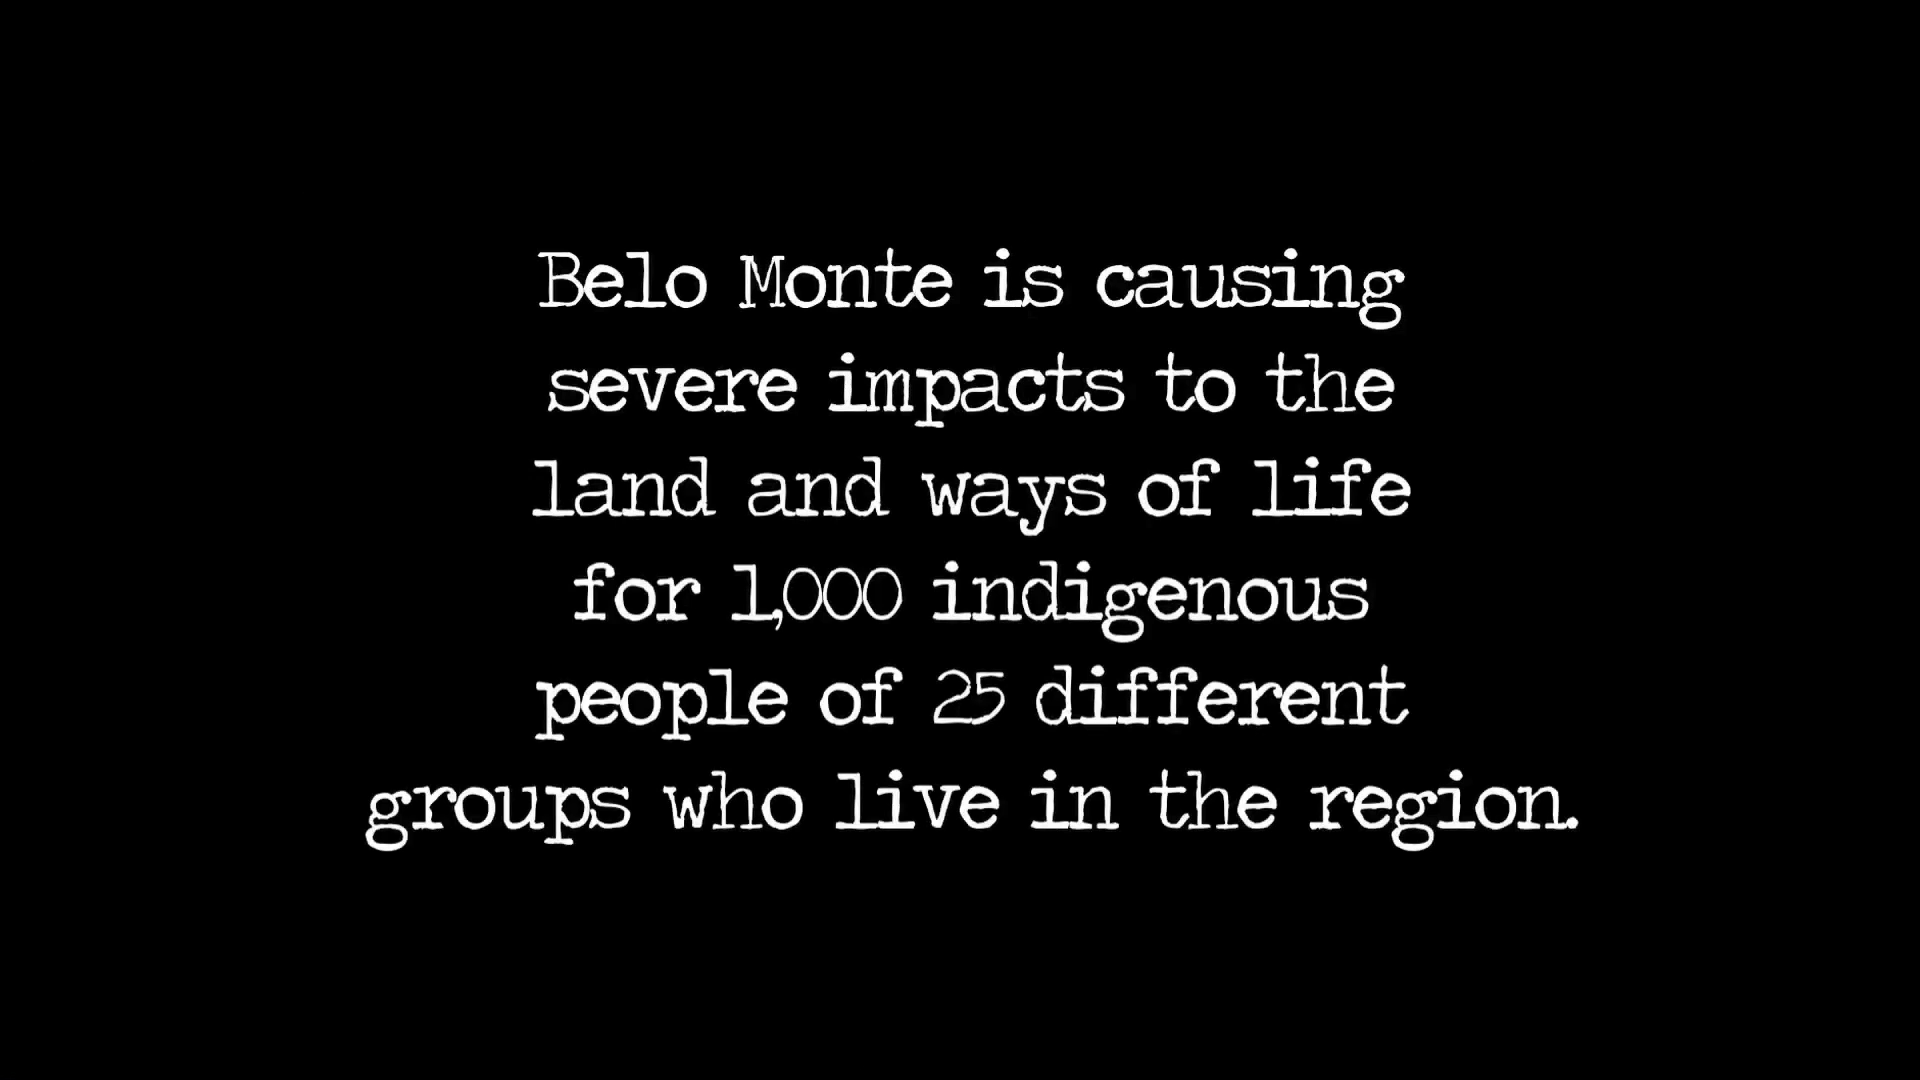 Belo Monte is causing
severe impacts to the
land and ways of life
for 1,000 indigenous
people of 25 different
groups who live in the region.